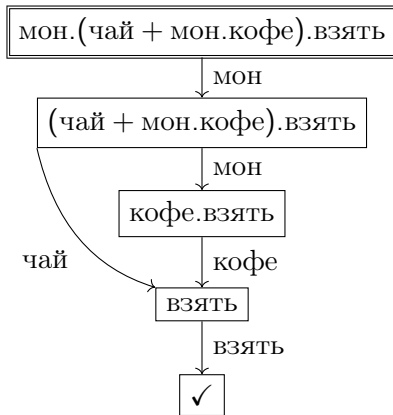 мон.(чай + мон.кофе).взять
мон
(чай + мон.кофе).взять
мон
кофе.взять
чай
кофе
взять
взять
✓